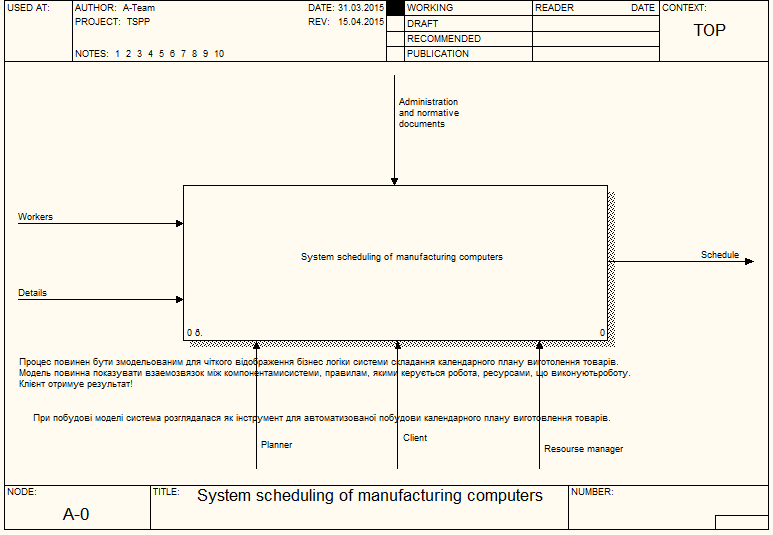 USED AT:
AUTHOR: A-Team
DATE: 31.03.2015
WORKING
READER
DATE
CONTEXT:
PROJECT: TSPP
REV: 15.04.2015
DRAFT
TOP
RECOMMENDED
NOTES: 1 2 3 4 5 6 7 8 9 10
PUBLICATION
Administration
and normative
documents
Workers
System scheduling of manufacturing computers
Schedule
Details
0 б.
0
Процес повинен бути змодельованим для чіткого відображення бізнес логіки системи складання календарного плану виготолення товарів.
Модель повинна показувати взаемозвязок між компонентамисистеми, правилам, якими керується робота, ресурсами, що виконуютьроботу.
Клієнт отримує результат!
При побудові моделі система розглядалася як інструмент для автоматизованої побудови календарного плану виготовлення товарів.
Planner
Client
Resourse manager
NODE:
TITLE:
System scheduling of manufacturing computers
NUMBER:
A-0